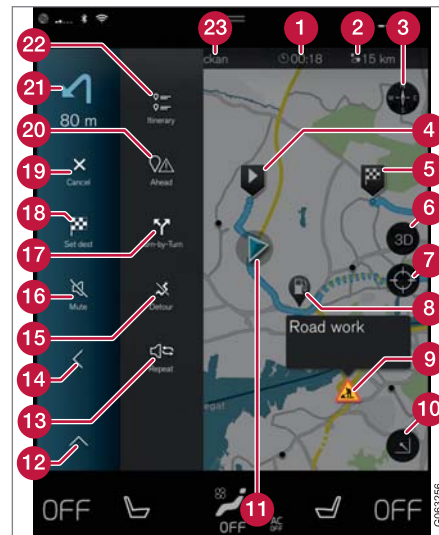 23
1
2
3
22
ckan
00:18
15 km
21
80 m
Itinerary
4
20
5
19
Cancel
Ahead
18
6
3D
Set dest
17
Turn-by-Turn
7
16
8
Mute
Detour
15
Road work
14
9
Repeat
13
egat
10
12
11
OFF
OFF
AC
OFF
OFF
G063256